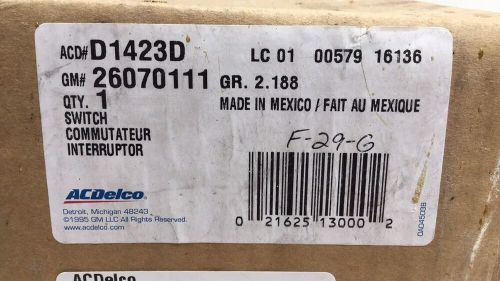 ACD# D1423D LC 01 00579 16136
GM# 26070111 GR. 2.188
QTY. 1 MADE IN MEXICO / FAIT AU MEXIQUE
SWITCH
COMMUTATEUR
INTERRUPTOR
F-29-G
ACDelco
Detroit, Michigan 48243
©1995 GM LLC All Rights Reserved.
www.acdelco.com
0 21625 13000 2
0A04503B
ACDelco